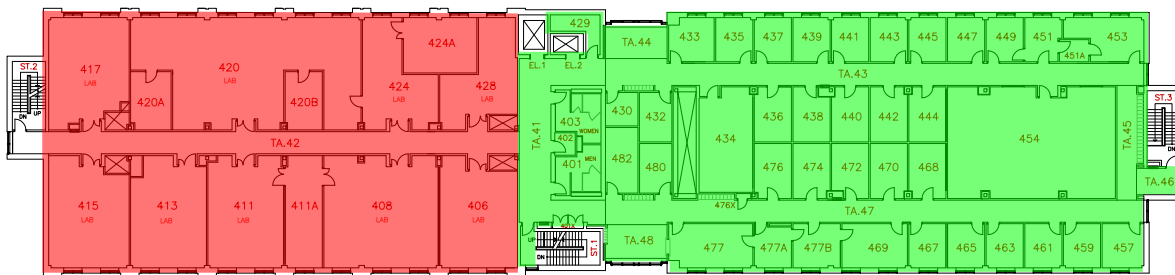 429
424A
TA.44
433
435
437
439
441
443
445
447
449
451
453
451A
ST.2
417
LAB
420
LAB
424
LAB
428
LAB
EL.1
EL.2
TA.43
420A
420B
DN
UP
430
432
403
WOMEN
402
434
436
438
440
442
444
454
TA.45
ST.3
DN
TA.41
TA.42
401
MEN
482
480
476
474
472
470
468
TA.46
415
LAB
413
LAB
411
LAB
411A
408
LAB
406
LAB
476X
TA.47
UP
DN
ST.1
TA.48
477
477A
477B
469
467
465
463
461
459
457